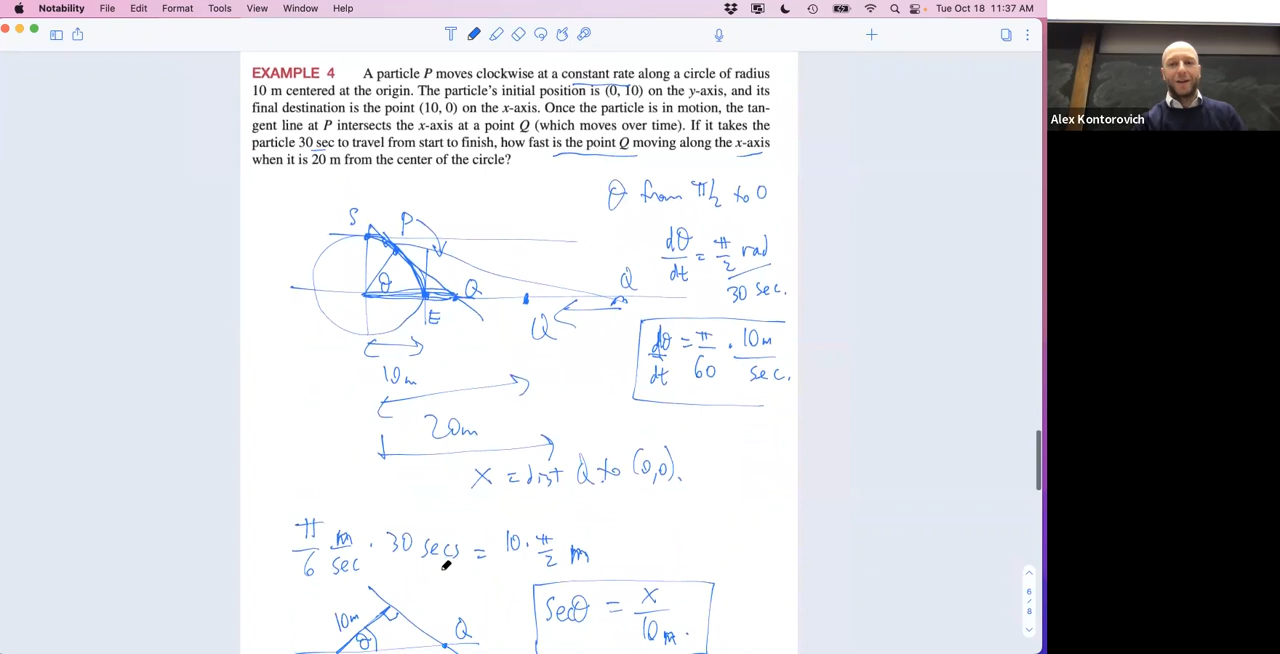 Notability File Edit Format Tools View Window Help Tue Oct 18 11:37 AM
EXAMPLE 4 A particle P moves clockwise at a constant rate along a circle of radius
10 m centered at the origin. The particle's initial position is (0, 10) on the y-axis, and its
final destination is the point (10, 0) on the x-axis. Once the particle is in motion, the tan-
gent line at P intersects the x-axis at a point Q (which moves over time). If it takes the
particle 30 sec to travel from start to finish, how fast is the point Q moving along the x-axis
when it is 20 m from the center of the circle?
Alex Kontorovich
θ from π/2 to 0
S P
dθ/dt = π/2 rad / 30 sec.
θ Q Q
E Q
dθ/dt = π/60 · 10m/sec.
10m
20m
x = dist Q to (0,0).
π/6 m/sec · 30 secs = 10 · π/2 m
secθ = x/10m.
10m
θ Q
6
/
8